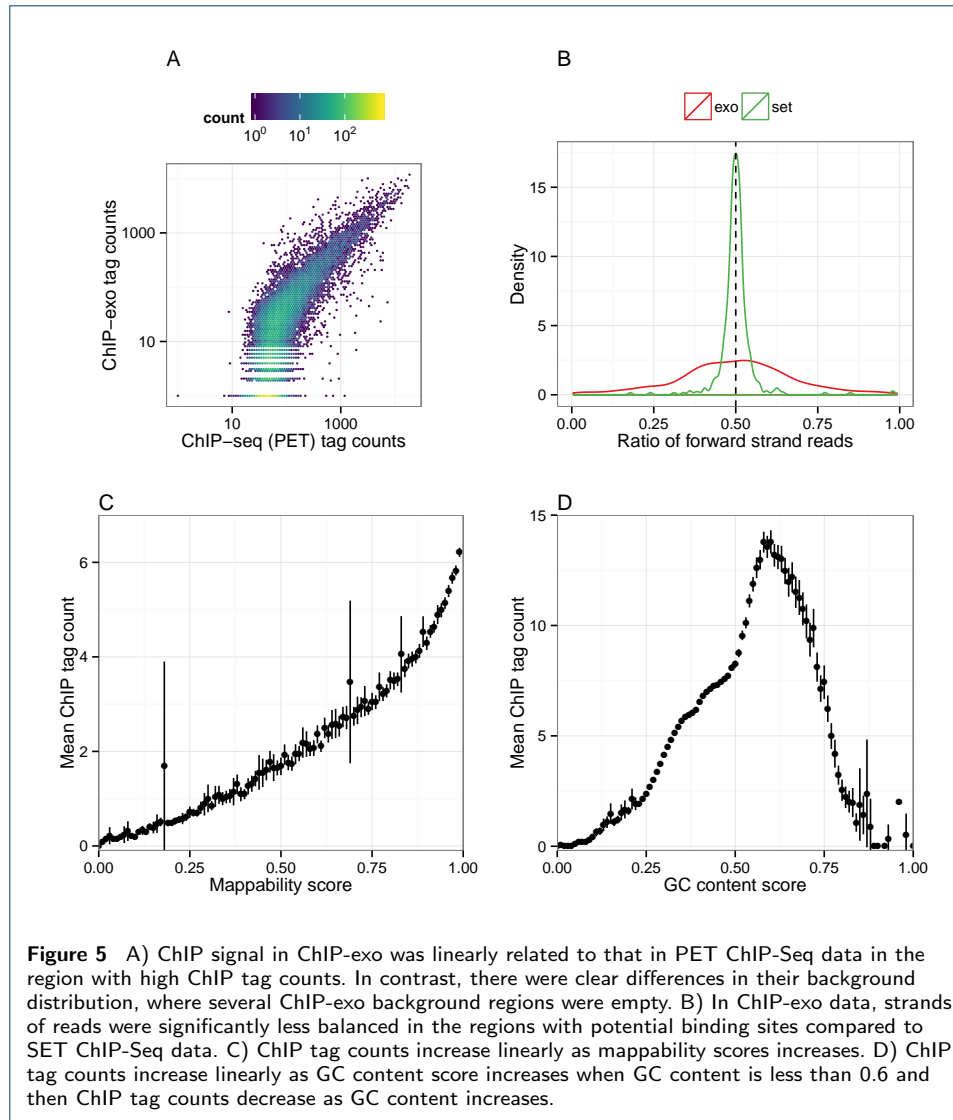 A
count
10^0 10^1 10^2
ChIP−exo tag counts
1000
10
10 1000
ChIP−seq (PET) tag counts
B
exo set
Density
17.5
12.5
7.5
2.5
0
0.00 0.25 0.50 0.75 1.00
Ratio of forward strand reads
C
Mean ChIP tag count
6
4
2
0
0.00 0.25 0.50 0.75 1.00
Mappability score
D
Mean ChIP tag count
15
10
5
0
0.00 0.25 0.50 0.75 1.00
GC content score
Figure 5 A) ChIP signal in ChIP-exo was linearly related to that in PET ChIP-Seq data in the
region with high ChIP tag counts. In contrast, there were clear differences in their background
distribution, where several ChIP-exo background regions were empty. B) In ChIP-exo data, strands
of reads were significantly less balanced in the regions with potential binding sites compared to
SET ChIP-Seq data. C) ChIP tag counts increase linearly as mappability scores increases. D) ChIP
tag counts increase linearly as GC content score increases when GC content is less than 0.6 and
then ChIP tag counts decrease as GC content increases.